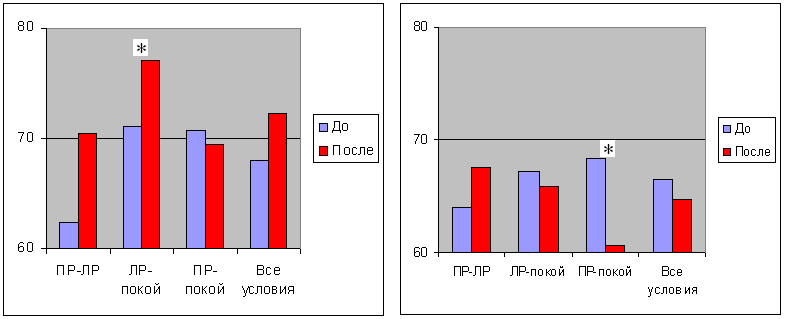 80
70
60
*
ПР-ЛР
ЛР-
покой
ПР-
покой
Все
условия
До
После
80
70
60
*
ПР-ЛР
ЛР-покой
ПР-покой
Все
условия
До
После